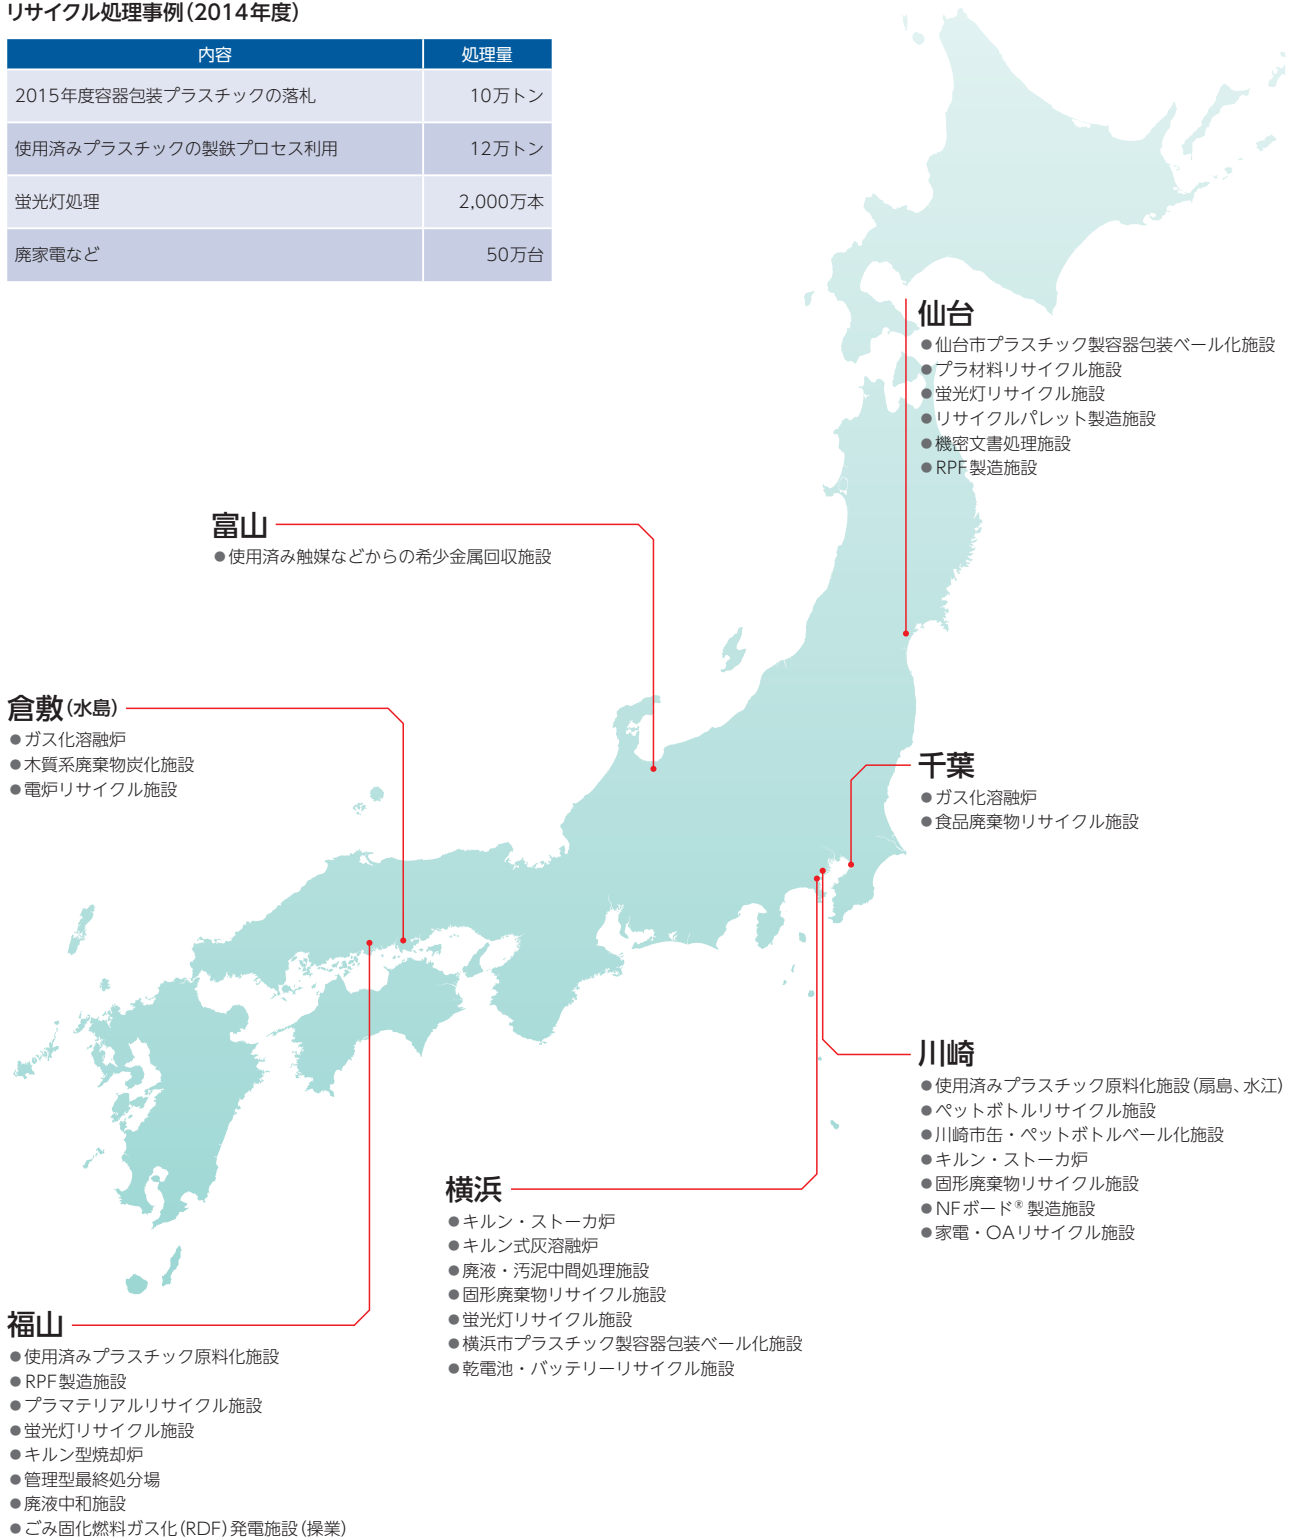 リサイクル処理事例(2014年度)
内容 処理量
2015年度容器包装プラスチックの落札 10万トン
使用済みプラスチックの製鉄プロセス利用 12万トン
蛍光灯処理 2,000万本
廃家電など 50万台
仙台
●仙台市プラスチック製容器包装ベール化施設
●プラ材料リサイクル施設
●蛍光灯リサイクル施設
●リサイクルパレット製造施設
●機密文書処理施設
●RPF製造施設
富山
●使用済み触媒などからの希少金属回収施設
倉敷(水島)
●ガス化溶融炉
●木質系廃棄物炭化施設
●電炉リサイクル施設
千葉
●ガス化溶融炉
●食品廃棄物リサイクル施設
川崎
●使用済みプラスチック原料化施設(扇島、水江)
●ペットボトルリサイクル施設
●川崎市缶・ペットボトルベール化施設
●キルン・ストーカ炉
●固形廃棄物リサイクル施設
●NFボード®製造施設
●家電・OAリサイクル施設
横浜
●キルン・ストーカ炉
●キルン式灰溶融炉
●廃液・汚泥中間処理施設
●固形廃棄物リサイクル施設
●蛍光灯リサイクル施設
●横浜市プラスチック製容器包装ベール化施設
●乾電池・バッテリーリサイクル施設
福山
●使用済みプラスチック原料化施設
●RPF製造施設
●プラマテリアルリサイクル施設
●蛍光灯リサイクル施設
●キルン型焼却炉
●管理型最終処分場
●廃液中和施設
●ごみ固化燃料ガス化(RDF)発電施設(操業)